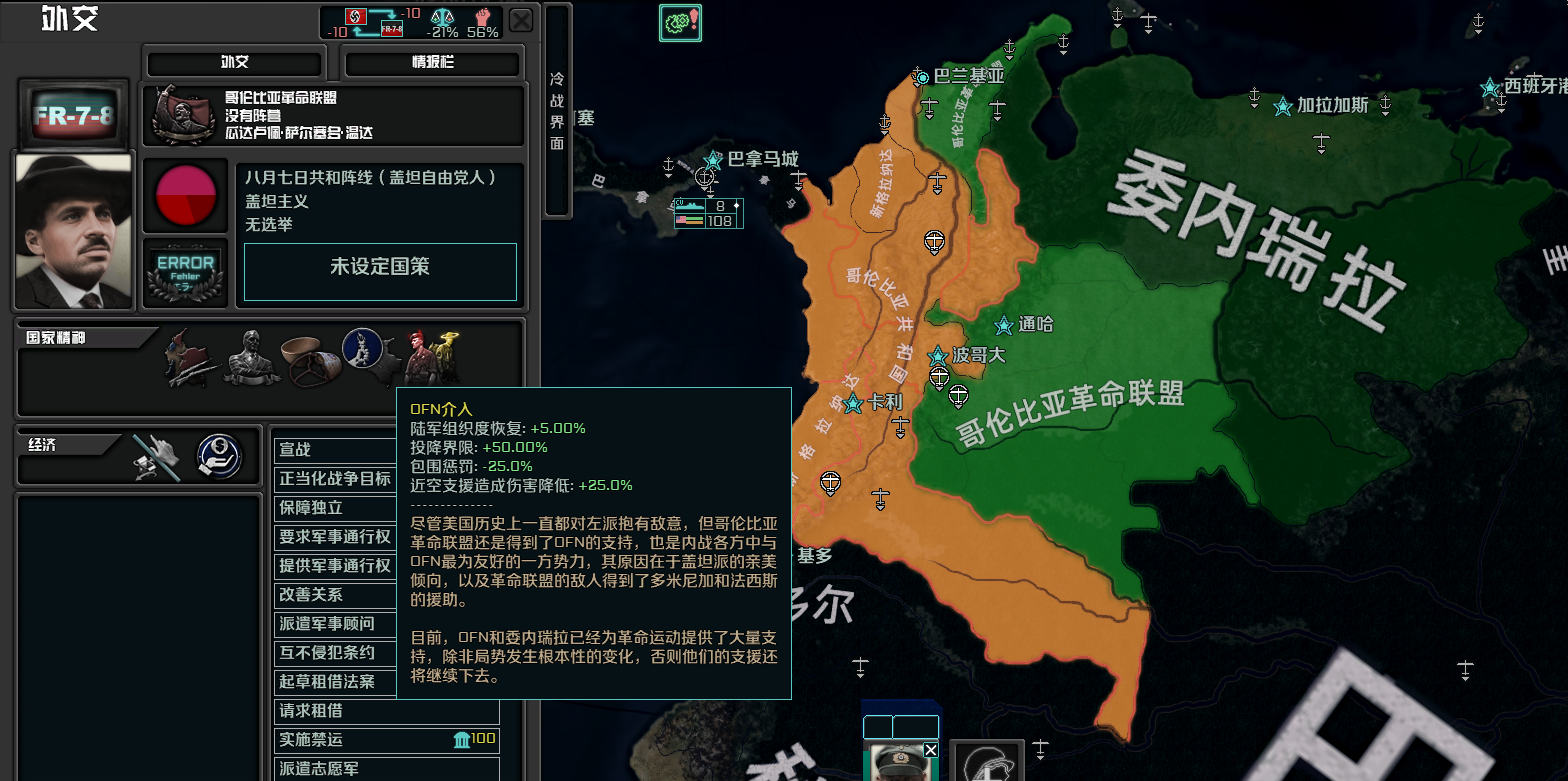 外交
-10
-10
FR-7-8
-21%
56%
外交
情报栏
FR-7-8
哥伦比亚革命联盟
没有阵营
瓜达卢佩·萨尔塞多·温达
八月七日共和阵线（盖坦自由党人）
盖坦主义
无选举
ERROR
Fehler
エラー
未设定国策
国家精神
经济
宣战
正当化战争目标
保障独立
要求军事通行权
提供军事通行权
改善关系
派遣军事顾问
互不侵犯条约
起草租借法案
请求租借
实施禁运
100
派遣志愿军
OFN介入
陆军组织度恢复: +5.00%
投降界限: +50.00%
包围惩罚: -25.0%
近空支援造成伤害降低: +25.0%
--------------
尽管美国历史上一直都对左派抱有敌意，但哥伦比亚
革命联盟还是得到了OFN的支持，也是内战各方中与
OFN最为友好的一方势力，其原因在于盖坦派的亲美
倾向，以及革命联盟的敌人得到了多米尼加和法西斯
的援助。
目前，OFN和委内瑞拉已经为革命运动提供了大量支
持，除非局势发生根本性的变化，否则他们的支援还
将继续下去。
冷战界面
塞
巴拿马城
巴拿马
CV
8
108
巴兰基亚
加拉加斯
西班牙港
新格拉纳达
哥伦比亚共和国
委内瑞拉
通哈
波哥大
卡利
哥伦比亚革命联盟
格拉纳达
基多
多尔